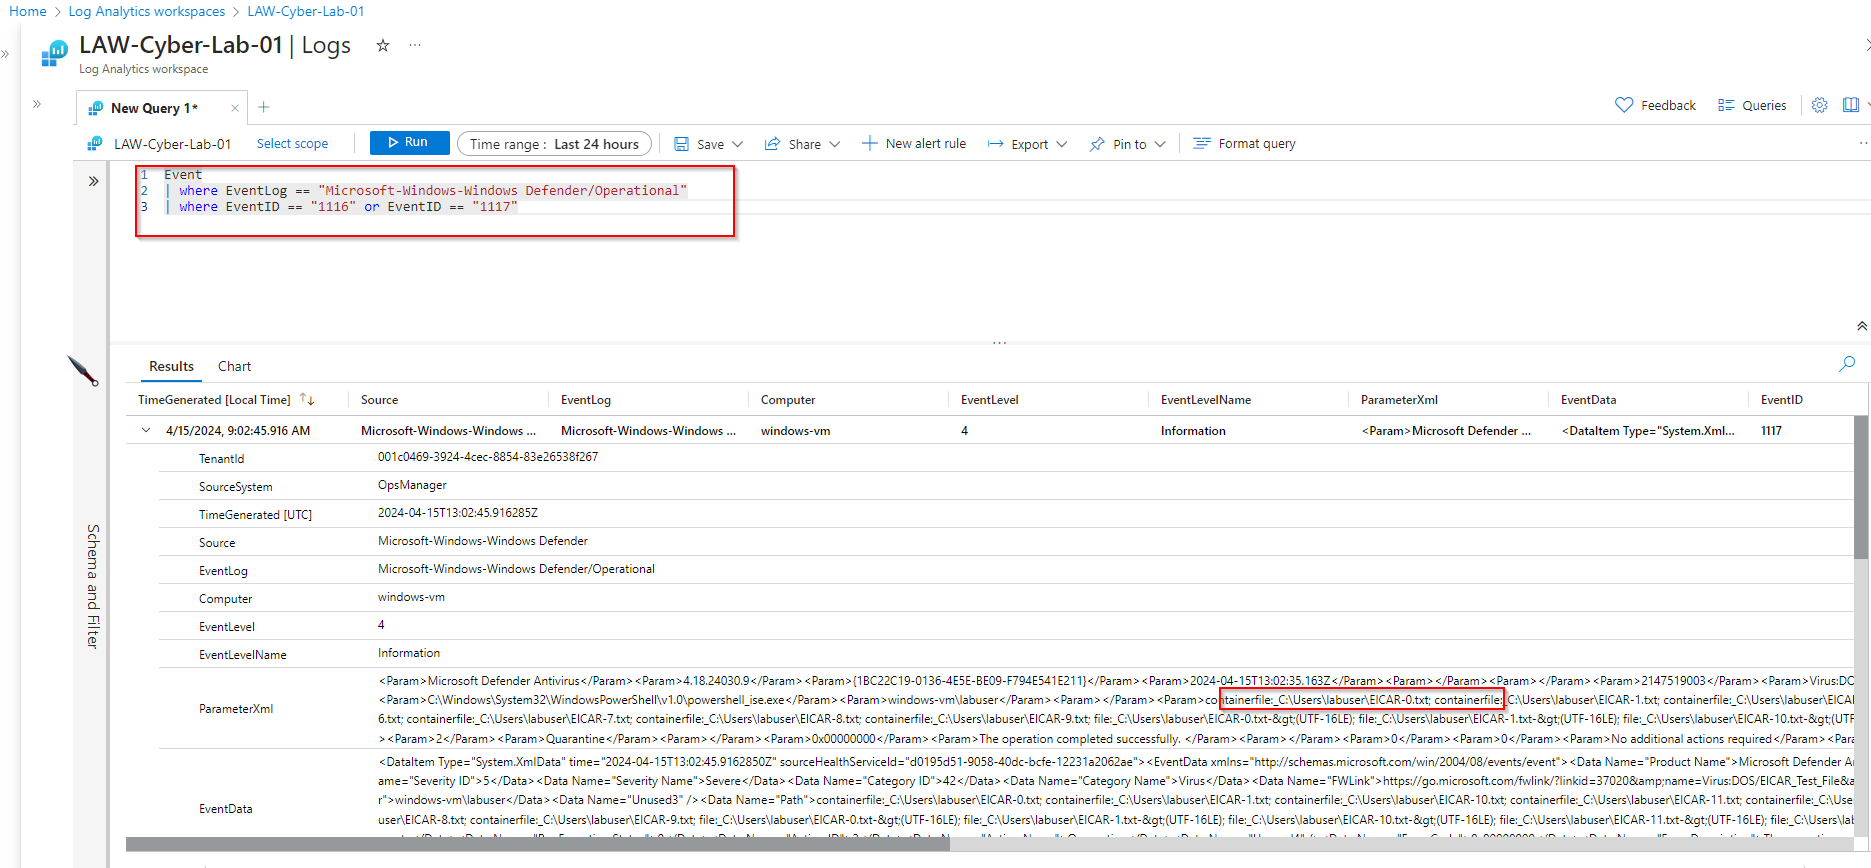 Home > Log Analytics workspaces > LAW-Cyber-Lab-01
LAW-Cyber-Lab-01 | Logs
Log Analytics workspace
New Query 1*
Feedback
Queries
LAW-Cyber-Lab-01
Select scope
Run
Time range : Last 24 hours
Save
Share
New alert rule
Export
Pin to
Format query
1 Event
2 | where EventLog == "Microsoft-Windows-Windows Defender/Operational"
3 | where EventID == "1116" or EventID == "1117"
Schema and Filter
Results Chart
TimeGenerated [Local Time] Source EventLog Computer EventLevel EventLevelName ParameterXml EventData EventID
4/15/2024, 9:02:45.916 AM Microsoft-Windows-Windows ... Microsoft-Windows-Windows ... windows-vm 4 Information <Param>Microsoft Defender ... <DataItem Type="System.Xml... 1117
TenantId 001c0469-3924-4cec-8854-83e26538f267
SourceSystem OpsManager
TimeGenerated [UTC] 2024-04-15T13:02:45.916285Z
Source Microsoft-Windows-Windows Defender
EventLog Microsoft-Windows-Windows Defender/Operational
Computer windows-vm
EventLevel 4
EventLevelName Information
ParameterXml
<Param>Microsoft Defender Antivirus</Param><Param>4.18.24030.9</Param><Param>{1BC22C19-0136-4E5E-BE09-F794E541E211}</Param><Param>2024-04-15T13:02:35.163Z</Param><Param></Param><Param></Param><Param>2147519003</Param><Param>Virus:DO
<Param>C:\Windows\System32\WindowsPowerShell\v1.0\powershell_ise.exe</Param><Param>windows-vm\labuser</Param><Param></Param><Param>containerfile:_C:\Users\labuser\EICAR-0.txt; containerfile:_C:\Users\labuser\EICAR-1.txt; containerfile:_C:\Users\labuser\EICAR
6.txt; containerfile:_C:\Users\labuser\EICAR-7.txt; containerfile:_C:\Users\labuser\EICAR-8.txt; containerfile:_C:\Users\labuser\EICAR-9.txt; file:_C:\Users\labuser\EICAR-0.txt-&gt;(UTF-16LE); file:_C:\Users\labuser\EICAR-1.txt-&gt;(UTF-16LE); file:_C:\Users\labuser\EICAR-10.txt-&gt;(UTF
><Param>2</Param><Param>Quarantine</Param><Param></Param><Param>0x00000000</Param><Param>The operation completed successfully. </Param><Param></Param><Param>0</Param><Param>0</Param><Param>No additional actions required</Param><Para
EventData
<DataItem Type="System.XmlData" time="2024-04-15T13:02:45.9162850Z" sourceHealthServiceId="d0195d51-9058-40dc-bcfe-12231a2062ae"><EventData xmlns="http://schemas.microsoft.com/win/2004/08/events/event"><Data Name="Product Name">Microsoft Defender An
ame="Severity ID">5</Data><Data Name="Severity Name">Severe</Data><Data Name="Category ID">42</Data><Data Name="Category Name">Virus</Data><Data Name="FWLink">https://go.microsoft.com/fwlink/?linkid=37020&amp;name=Virus:DOS/EICAR_Test_File&a
r">windows-vm\labuser</Data><Data Name="Unused3" /><Data Name="Path">containerfile:_C:\Users\labuser\EICAR-0.txt; containerfile:_C:\Users\labuser\EICAR-1.txt; containerfile:_C:\Users\labuser\EICAR-10.txt; containerfile:_C:\Users\labuser\EICAR-11.txt; containerfile:_C:\Use
user\EICAR-8.txt; containerfile:_C:\Users\labuser\EICAR-9.txt; file:_C:\Users\labuser\EICAR-0.txt-&gt;(UTF-16LE); file:_C:\Users\labuser\EICAR-1.txt-&gt;(UTF-16LE); file:_C:\Users\labuser\EICAR-10.txt-&gt;(UTF-16LE); file:_C:\Users\labuser\EICAR-11.txt-&gt;(UTF-16LE); file:_C:\Users\lab